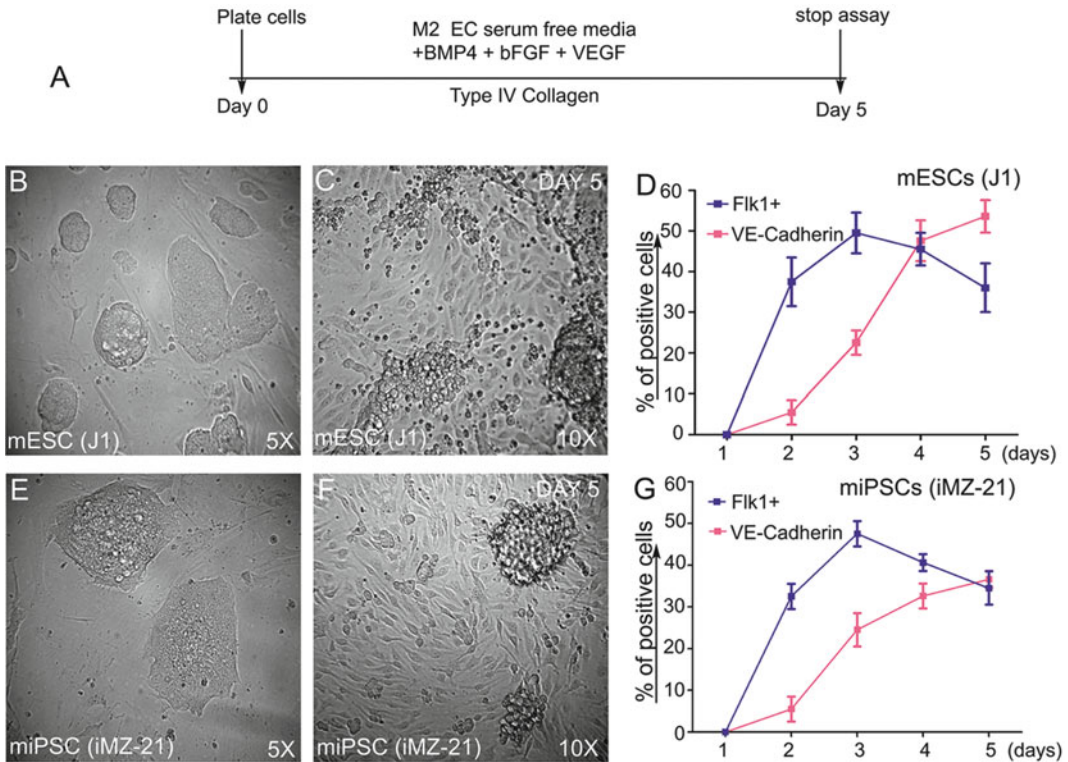 Plate cells
M2 EC serum free media
+BMP4 + bFGF + VEGF
stop assay
A
Day 0
Type IV Collagen
Day 5
B
mESC (J1)
5X
C
DAY 5
mESC (J1)
10X
D
mESCs (J1)
Flk1+
VE-Cadherin
% of positive cells
60
50
40
20
10
0
1 2 3 4 5 (days)
E
miPSC (iMZ-21)
5X
F
DAY 5
miPSC (iMZ-21)
10X
G
miPSCs (iMZ-21)
Flk1+
VE-Cadherin
% of positive cells
50
40
30
10
0
1 2 3 4 5 (days)